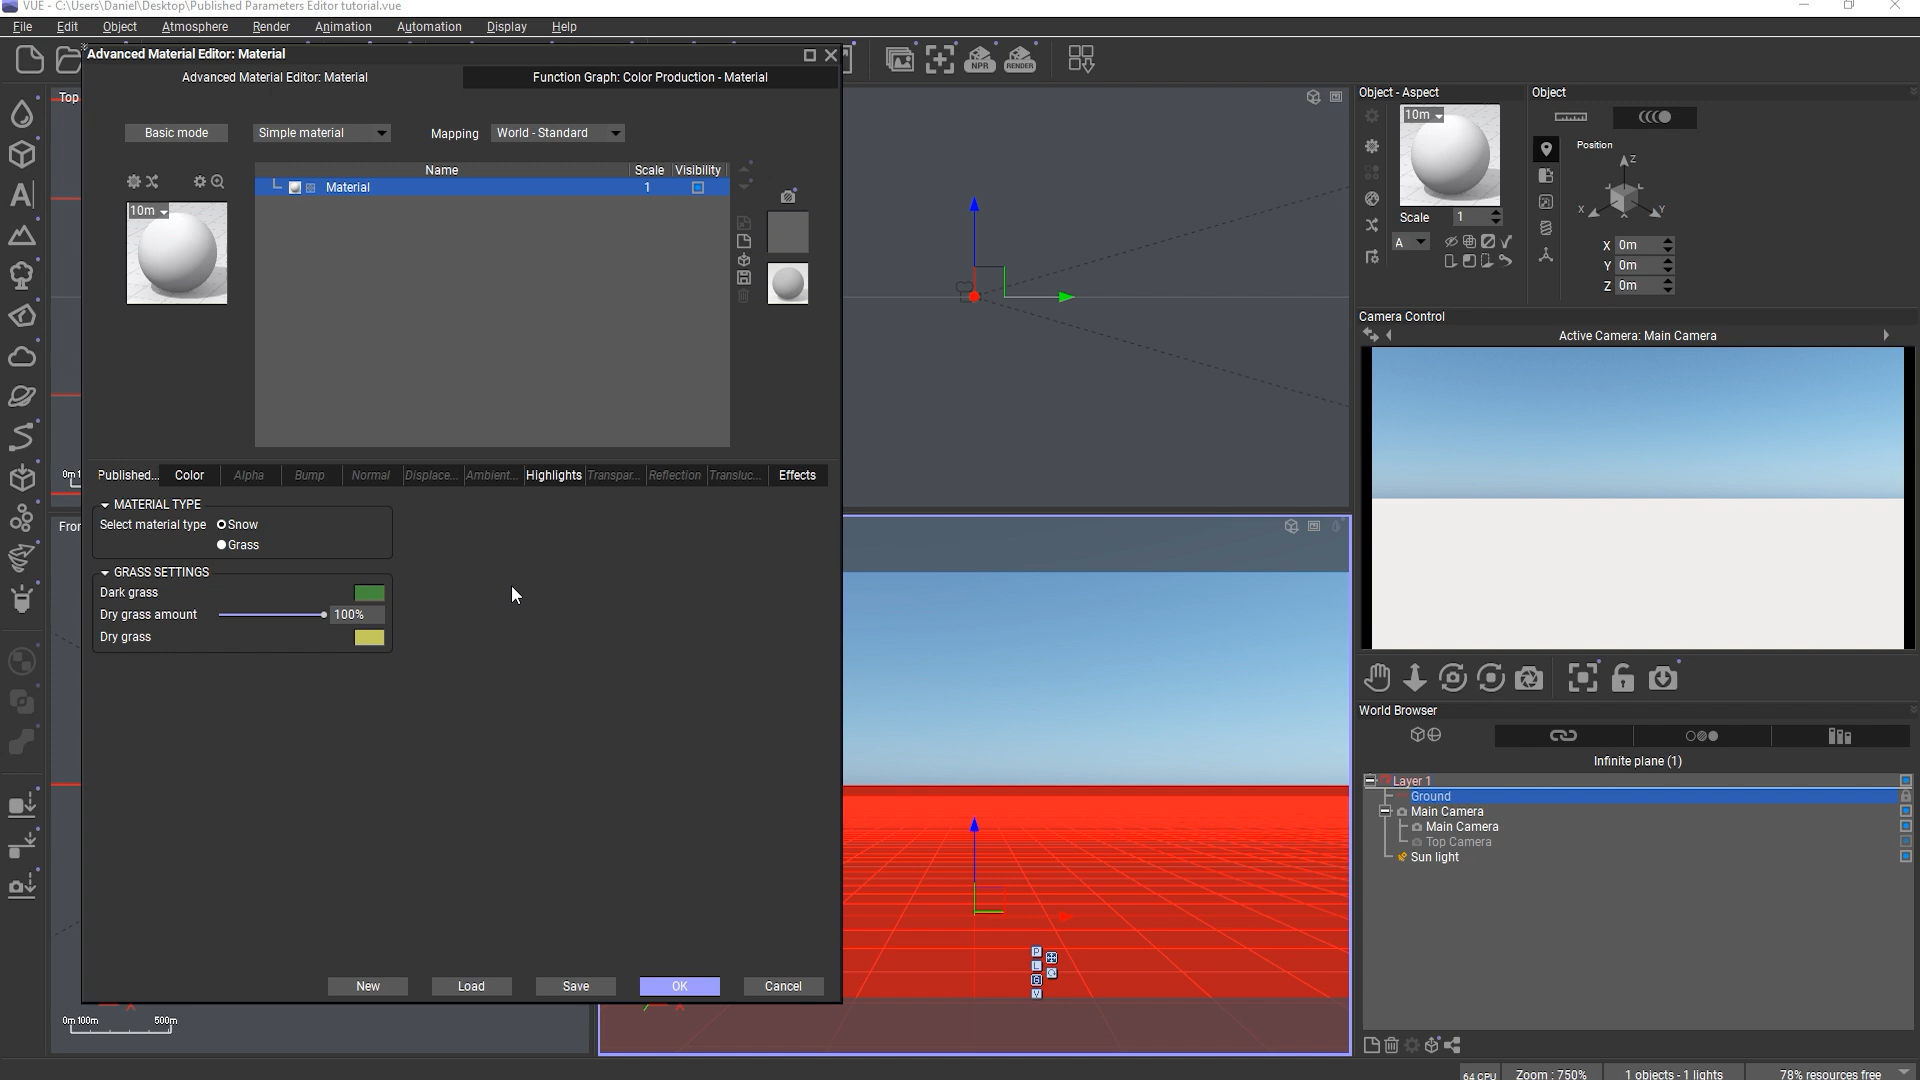 VUE - C:\Users\Daniel\Desktop\Published Parameters Editor tutorial.vue
File Edit Object Atmosphere Render Animation Automation Display Help
Advanced Material Editor: Material
Advanced Material Editor: Material Function Graph: Color Production - Material
Basic mode Simple material Mapping World - Standard
Name Scale Visibility
Material 1
10m
Published... Color Alpha Bump Normal Displace... Ambient... Highlights Transpar... Reflection Transluc... Effects
MATERIAL TYPE
Select material type Snow
Grass
GRASS SETTINGS
Dark grass
Dry grass amount 100%
Dry grass
New Load Save OK Cancel
Top
0m
0m 100m 500m
NPR RENDER
P
L
Object - Aspect Object
10m
Scale 1
A
Position
Z
X Y
X 0m
Y 0m
Z 0m
Camera Control
Active Camera: Main Camera
World Browser
Infinite plane (1)
Layer 1
Ground
Main Camera
Main Camera
Top Camera
Sun light
64 CPU Zoom : 750% 1 objects - 1 lights 78% resources free